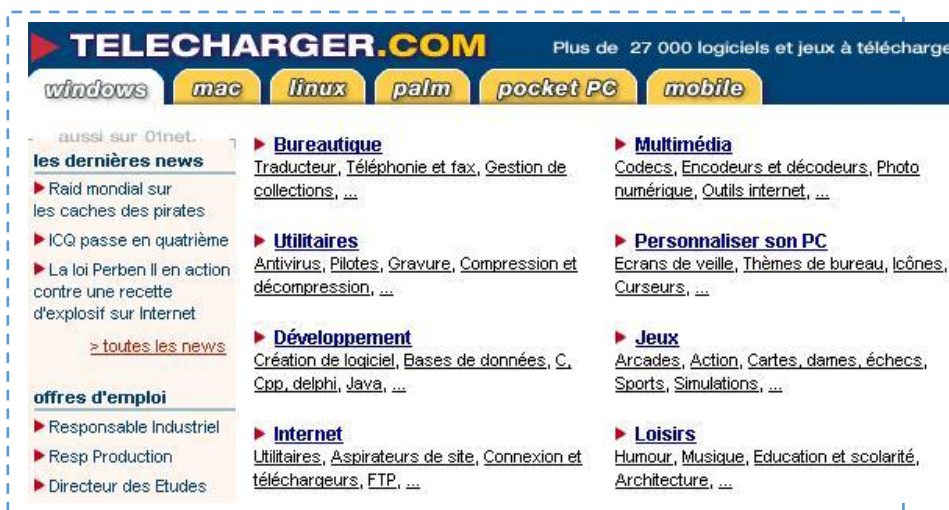 TELECHARGER.COM
Plus de 27 000 logiciels et jeux à télécharge
windows mac linux palm pocket PC mobile
aussi sur 01net.
les dernières news
Raid mondial sur
les caches des pirates
ICQ passe en quatrième
La loi Perben II en action
contre une recette
d'explosif sur Internet
> toutes les news
offres d'emploi
Responsable Industriel
Resp Production
Directeur des Etudes
Bureautique
Traducteur, Téléphonie et fax, Gestion de
collections, ...
Utilitaires
Antivirus, Pilotes, Gravure, Compression et
décompression, ...
Développement
Création de logiciel, Bases de données, C,
Cpp, delphi, Java, ...
Internet
Utilitaires, Aspirateurs de site, Connexion et
téléchargeurs, FTP, ...
Multimédia
Codecs, Encodeurs et décodeurs, Photo
numérique, Outils internet, ...
Personnaliser son PC
Ecrans de veille, Thèmes de bureau, Icônes,
Curseurs, ...
Jeux
Arcades, Action, Cartes, dames, échecs,
Sports, Simulations, ...
Loisirs
Humour, Musique, Education et scolarité,
Architecture, ...